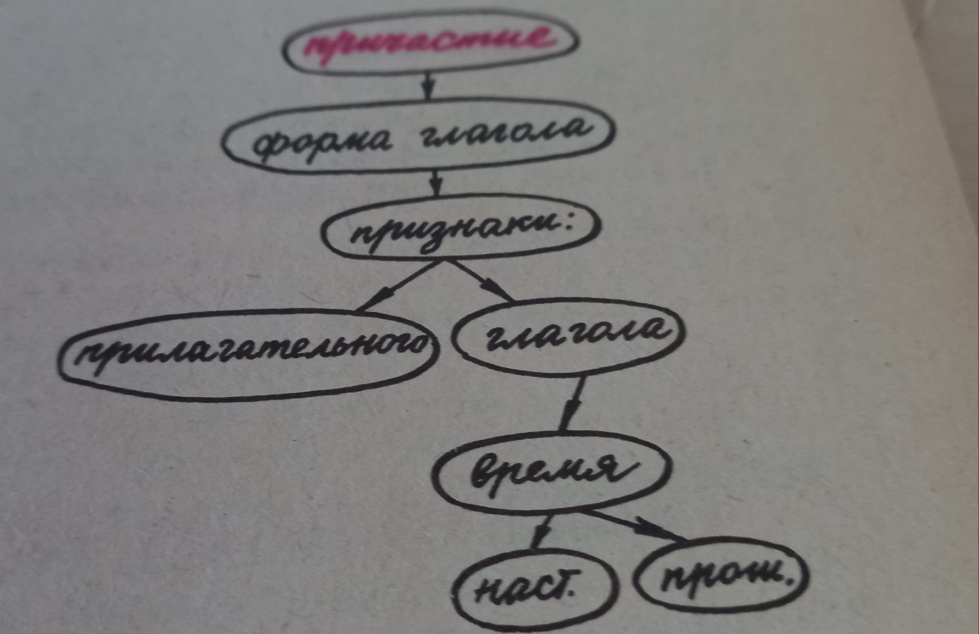 причастие
форма глагола
признаки:
прилагательного
глагола
время
наст.
прош.